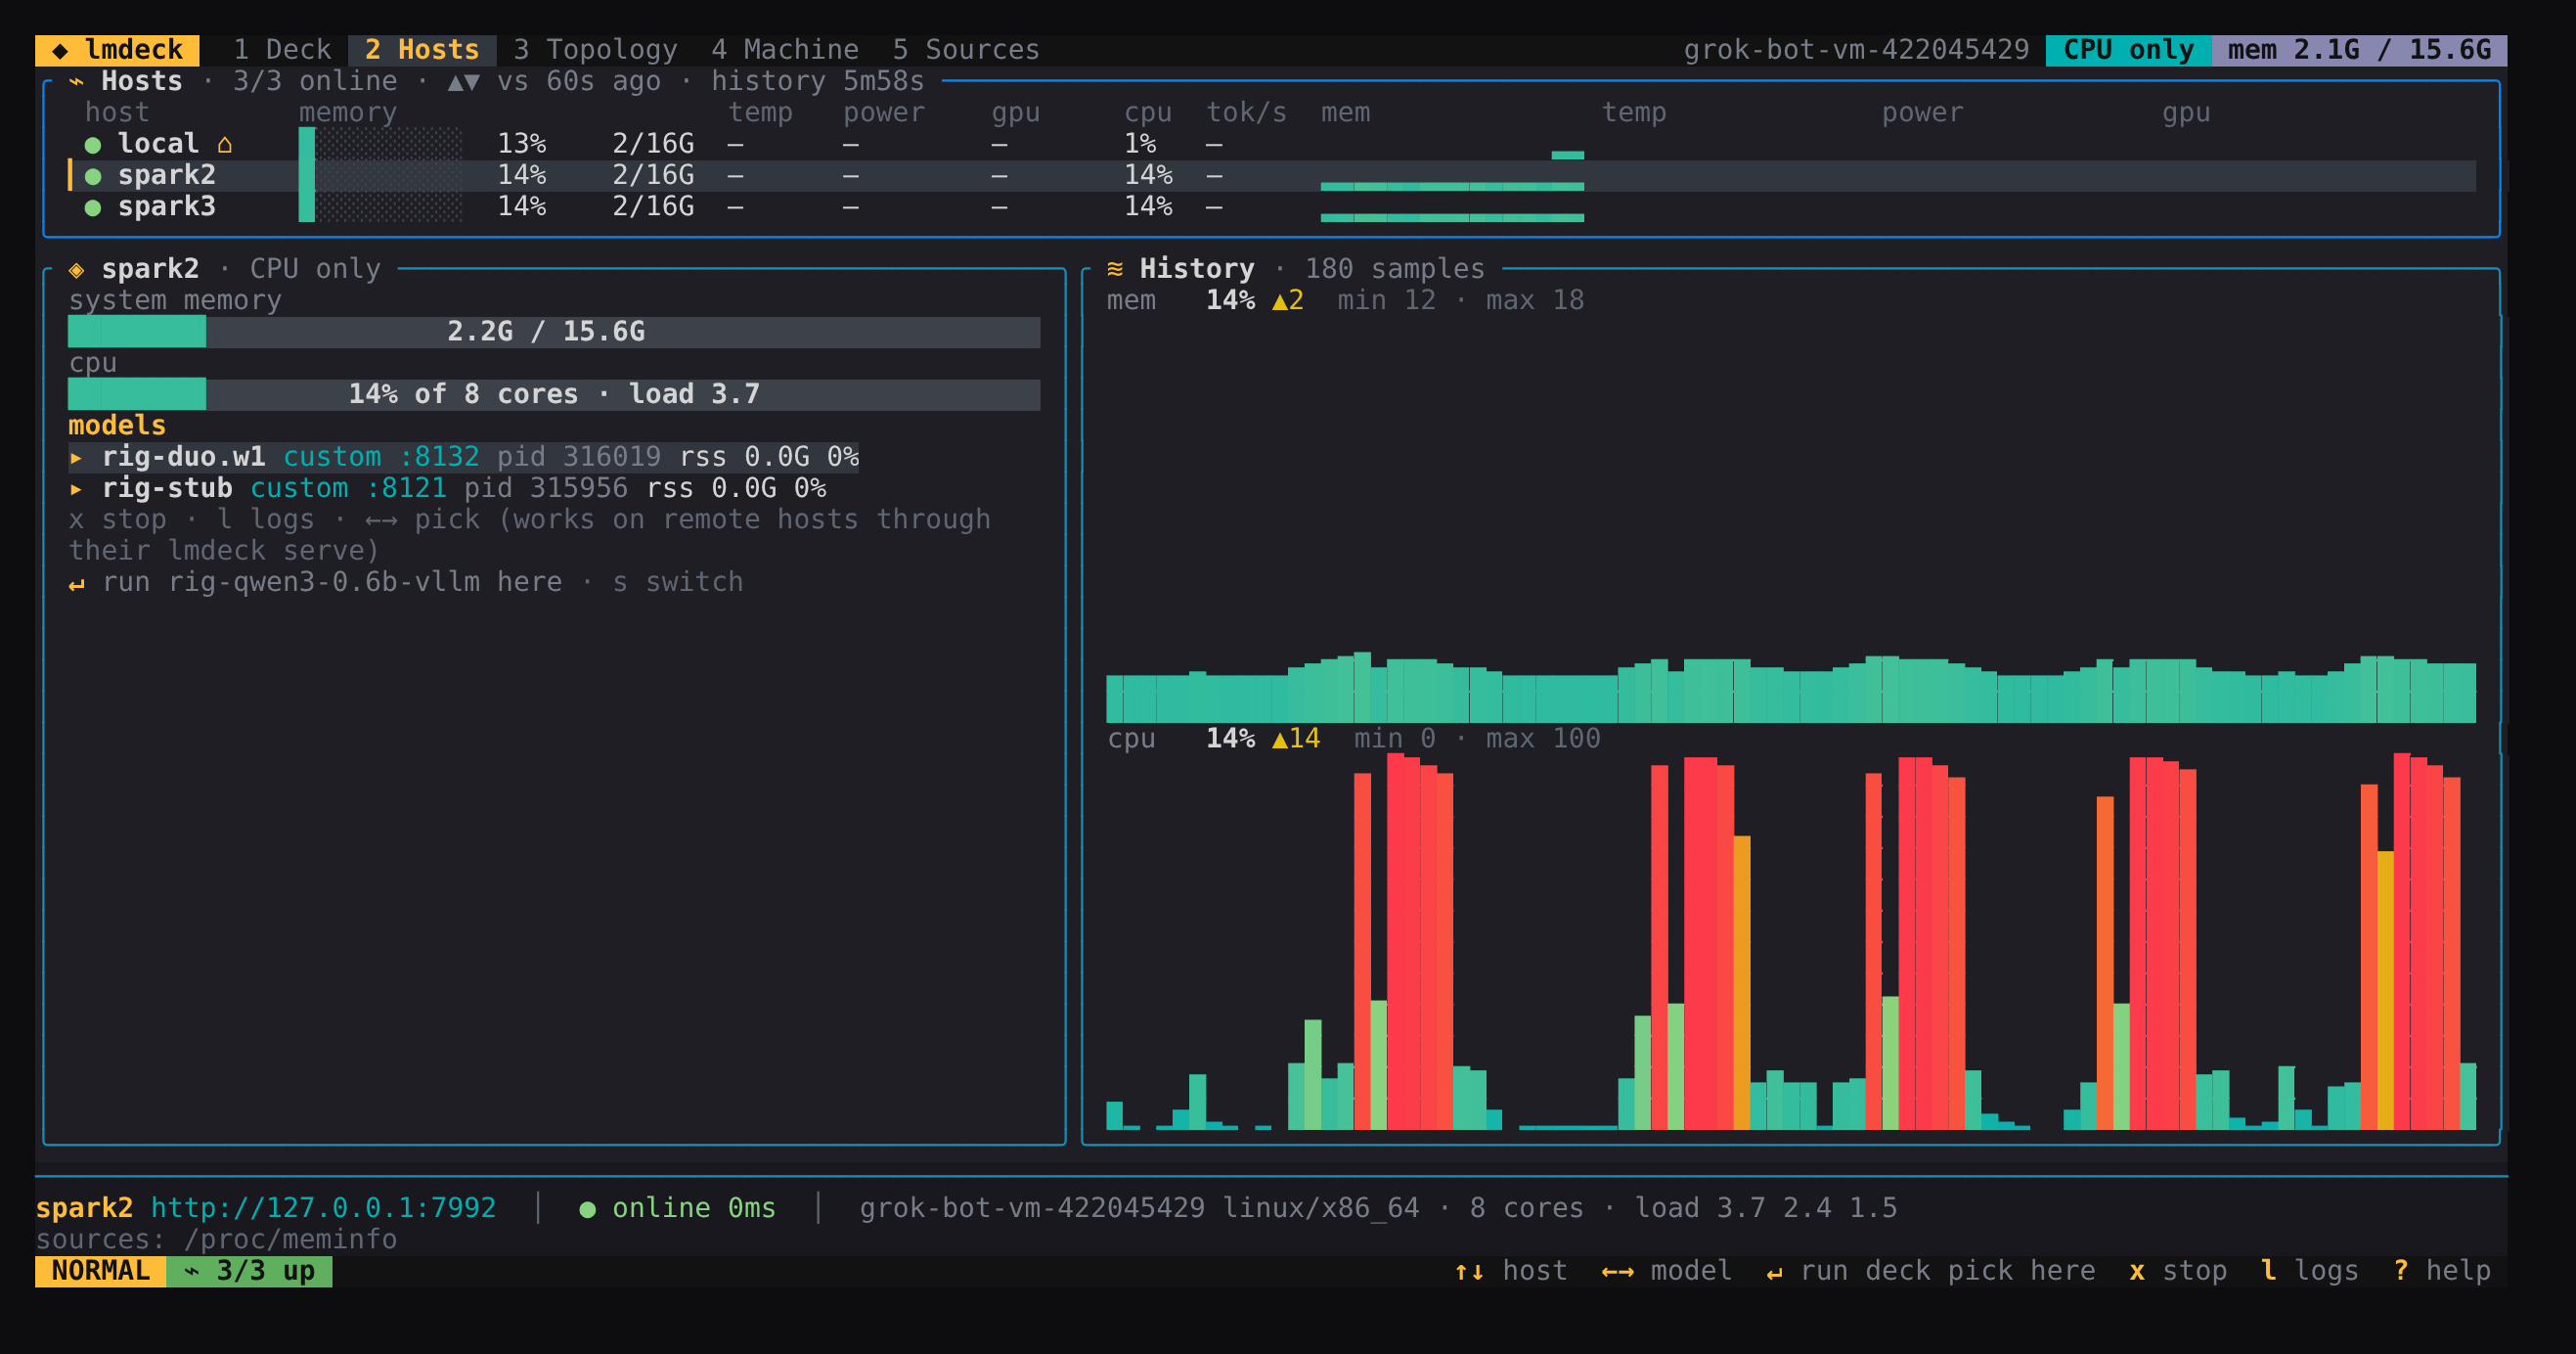 ◆ lmdeck 1 Deck 2 Hosts 3 Topology 4 Machine 5 Sources grok-bot-vm-422045429 CPU only mem 2.1G / 15.6G
⌁ Hosts · 3/3 online · ▲▼ vs 60s ago · history 5m58s
host memory temp power gpu cpu tok/s mem temp power gpu
● local ⌂ 13% 2/16G — — — 1% —
● spark2 14% 2/16G — — — 14% —
● spark3 14% 2/16G — — — 14% —
◈ spark2 · CPU only
system memory
2.2G / 15.6G
cpu
14% of 8 cores · load 3.7
models
▸ rig-duo.w1 custom :8132 pid 316019 rss 0.0G 0%
▸ rig-stub custom :8121 pid 315956 rss 0.0G 0%
x stop · l logs · ←→ pick (works on remote hosts through
their lmdeck serve)
↵ run rig-qwen3-0.6b-vllm here · s switch
≋ History · 180 samples
mem 14% ▲2 min 12 · max 18
cpu 14% ▲14 min 0 · max 100
spark2 http://127.0.0.1:7992 │ ● online 0ms │ grok-bot-vm-422045429 linux/x86_64 · 8 cores · load 3.7 2.4 1.5
sources: /proc/meminfo
NORMAL ⌁ 3/3 up ↑↓ host ←→ model ↵ run deck pick here x stop l logs ? help